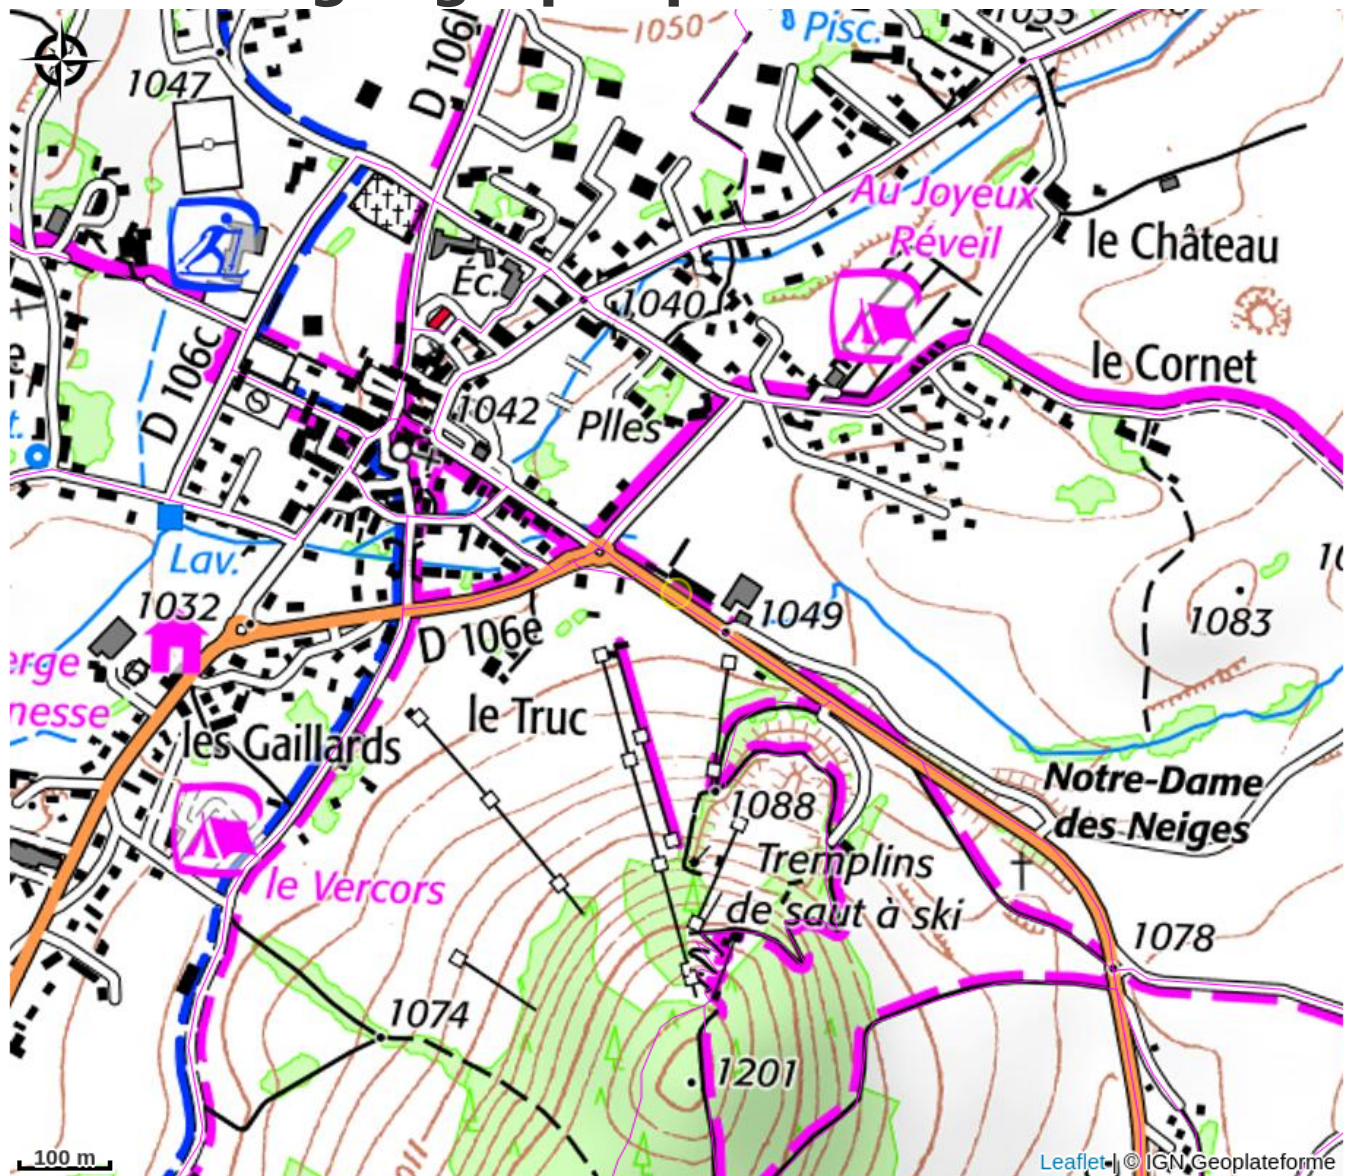 1050
Pisc.
1047
D 106
Au Joyeux
Réveil
le Château
Éc.
1040
le Cornet
D 106c
1042
Plles
Lav.
1032
1049
1083
D 106e
erge
nesse
le Truc
les Gaillards
Notre-Dame
des Neiges
1088
Tremplins
de saut à ski
le Vercors
1078
1074
1201
100 m
Leaflet | © IGN Geoplateforme